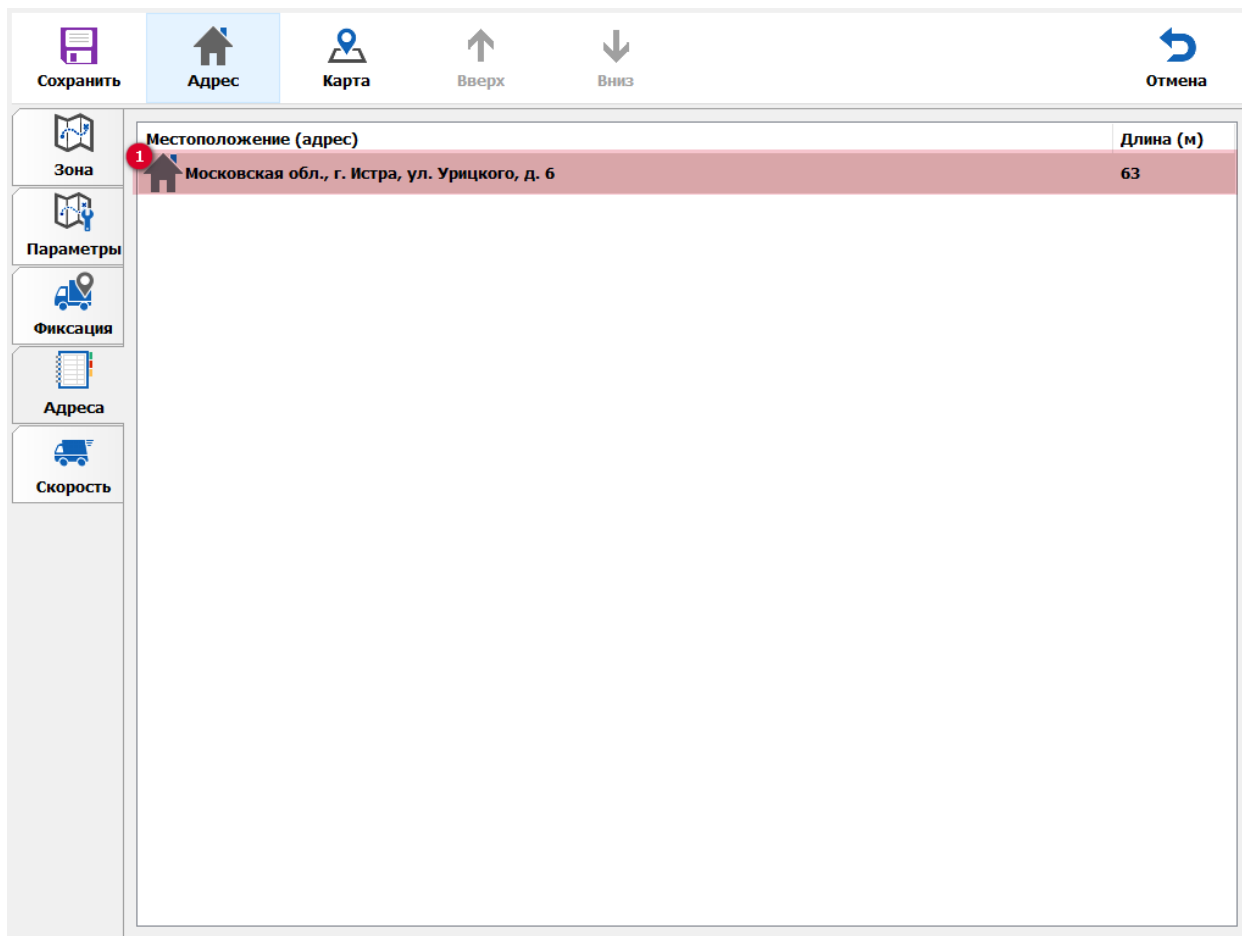 Сохранить Адрес Карта Вверх Вниз Отмена
Зона
Параметры
Фиксация
Адреса
Скорость
Местоположение (адрес) Длина (м)
1
Московская обл., г. Истра, ул. Урицкого, д. 6 63